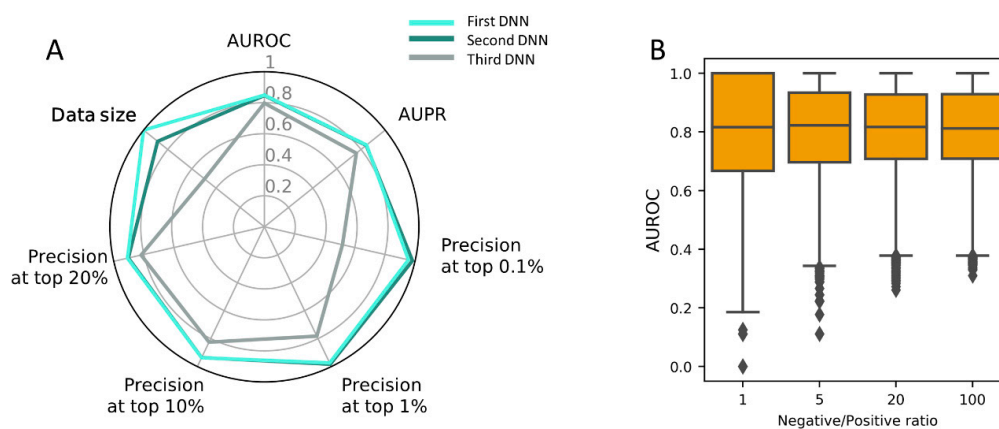 A
First DNN
Second DNN
Third DNN
AUROC
1
0.8
0.6
0.4
0.2
Data size
AUPR
Precision
at top 20%
Precision
at top 0.1%
Precision
at top 10%
Precision
at top 1%
B
AUROC
1.0
0.8
0.6
0.4
0.2
0.0
1
5
20
100
Negative/Positive ratio